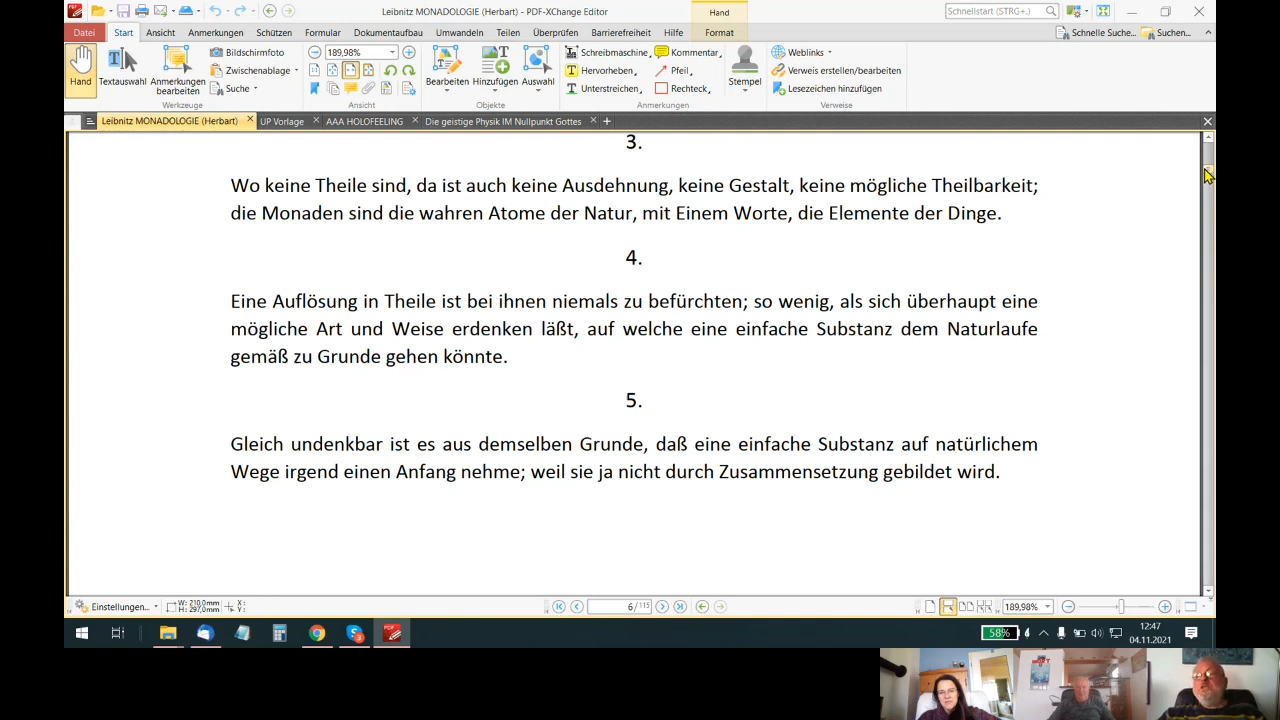 Leibnitz MONADOLOGIE (Herbart) - PDF-XChange Editor
Hand
Schnellstart (STRG+.)
Datei Start Ansicht Anmerkungen Schützen Formular Dokumentaufbau Umwandeln Teilen Überprüfen Barrierefreiheit Hilfe Format Schnelle Suche... Suchen...
Hand
Textauswahl
Anmerkungen bearbeiten
Bildschirmfoto
Zwischenablage
Suche
Werkzeuge
189,98%
Ansicht
Bearbeiten
Hinzufügen
Auswahl
Objekte
Schreibmaschine
Hervorheben
Unterstreichen
Kommentar
Pfeil
Rechteck
Stempel
Anmerkungen
Weblinks
Verweis erstellen/bearbeiten
Lesezeichen hinzufügen
Verweise
Leibnitz MONADOLOGIE (Herbart) UP Vorlage AAA HOLOFEELING Die geistige Physik IM Nullpunkt Gottes
3.
Wo keine Theile sind, da ist auch keine Ausdehnung, keine Gestalt, keine mögliche Theilbarkeit;
die Monaden sind die wahren Atome der Natur, mit Einem Worte, die Elemente der Dinge.
4.
Eine Auflösung in Theile ist bei ihnen niemals zu befürchten; so wenig, als sich überhaupt eine
mögliche Art und Weise erdenken läßt, auf welche eine einfache Substanz dem Naturlaufe
gemäß zu Grunde gehen könnte.
5.
Gleich undenkbar ist es aus demselben Grunde, daß eine einfache Substanz auf natürlichem
Wege irgend einen Anfang nehme; weil sie ja nicht durch Zusammensetzung gebildet wird.
Einstellungen...
W: 210,0mm
H: 297,0mm
X:
Y:
6 / 115
189,98%
58%
12:47
04.11.2021